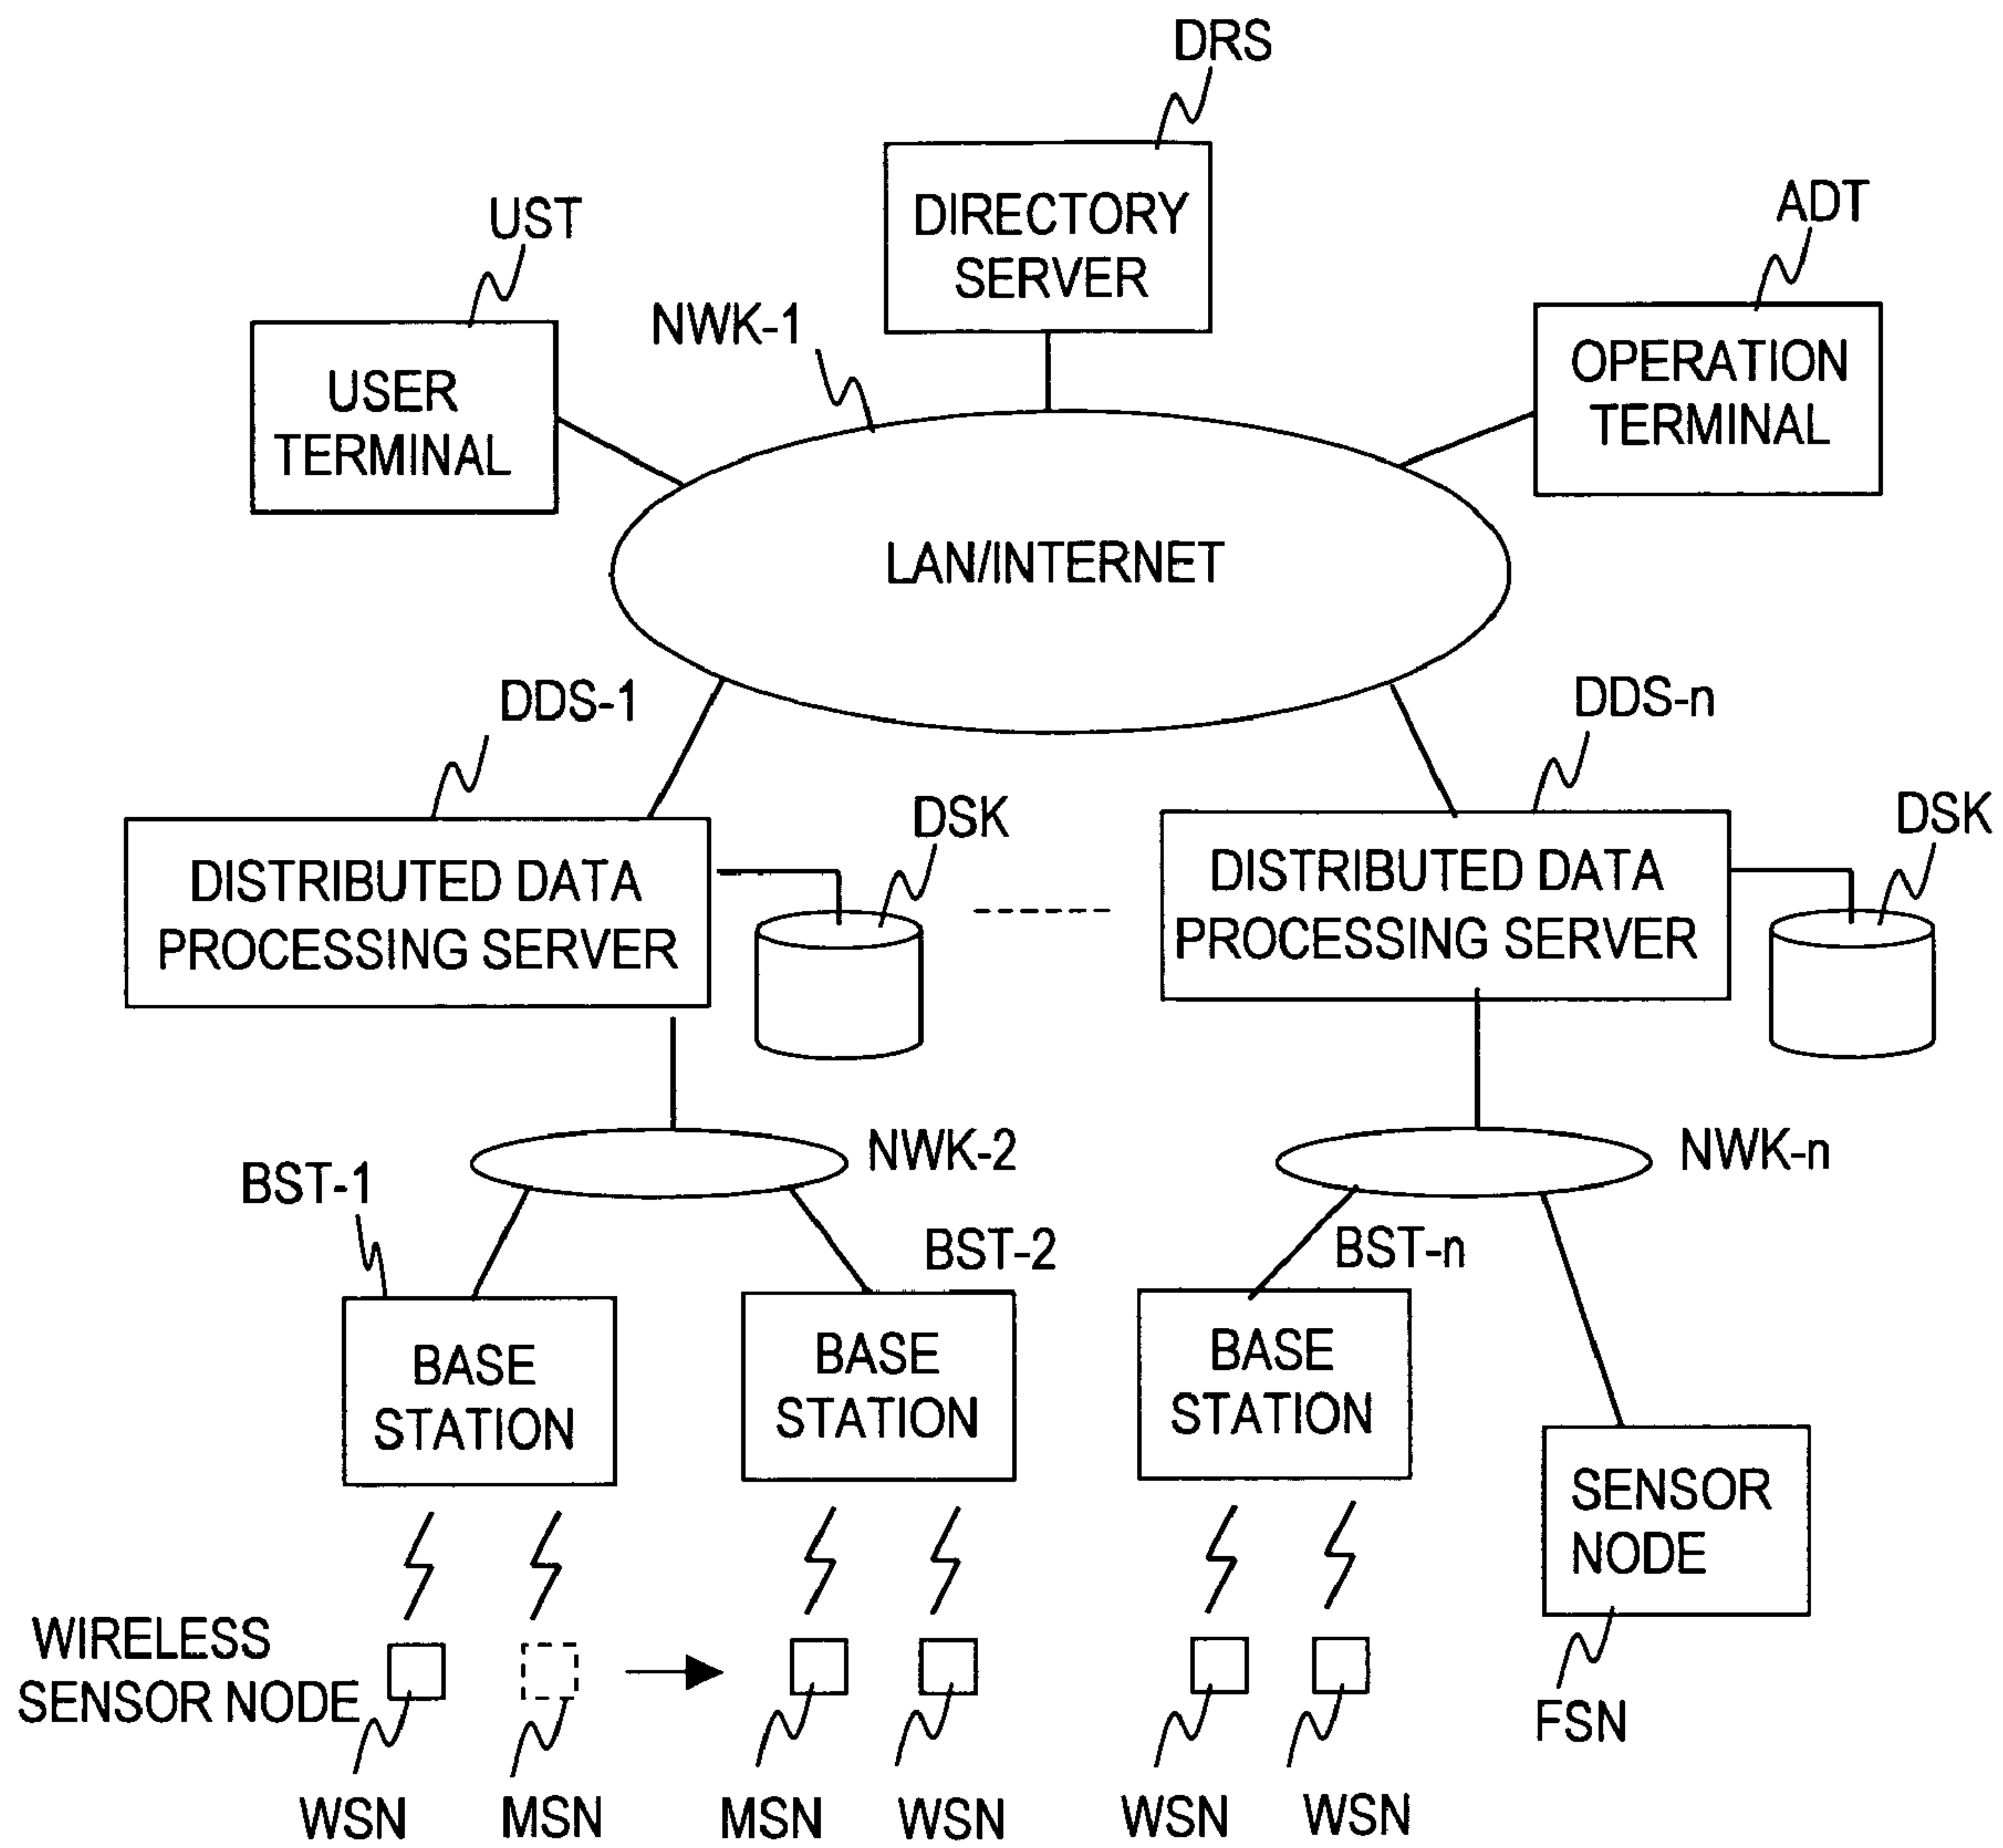 DRS
DIRECTORY
SERVER
UST
ADT
NWK-1
USER
TERMINAL
OPERATION
TERMINAL
LAN/INTERNET
DDS-1
DDS-n
DSK
DSK
DISTRIBUTED DATA
PROCESSING SERVER
DISTRIBUTED DATA
PROCESSING SERVER
NWK-2
NWK-n
BST-1
BST-2
BST-n
BASE
STATION
BASE
STATION
BASE
STATION
SENSOR
NODE
WIRELESS
SENSOR NODE
FSN
WSN
MSN
MSN
WSN
WSN
WSN